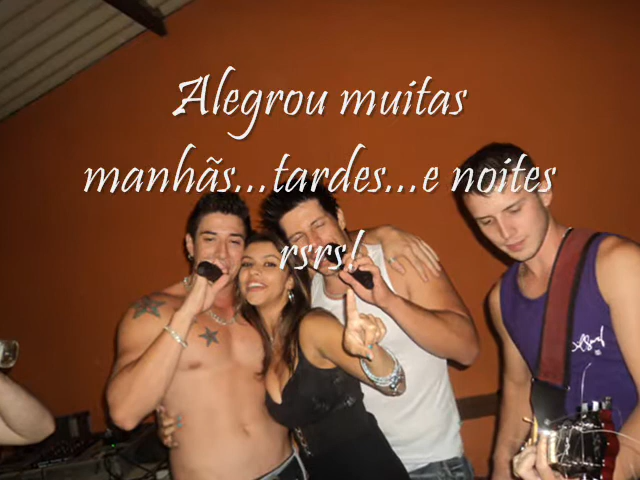 Alegrou muitas
manhãs...tardes...e noites
rsrs!